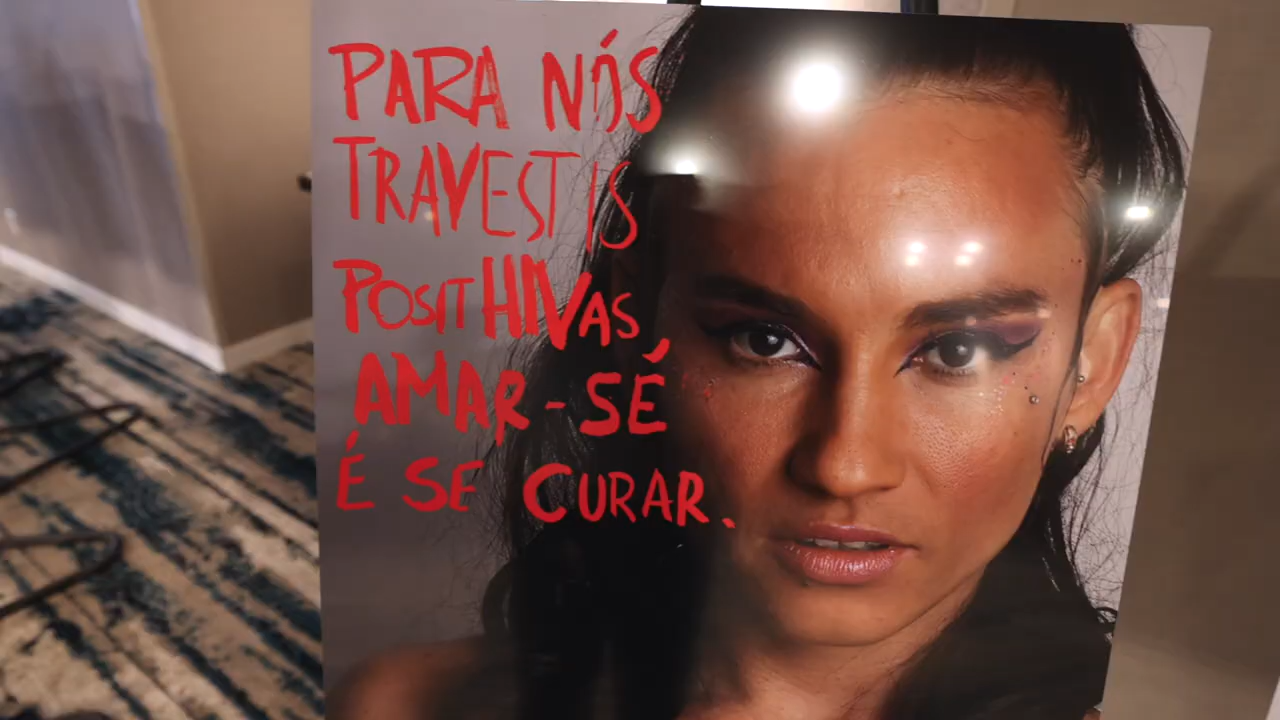 PARA NÓS
TRAVESTIS
POSITHIVAS,
AMAR-SÉ
É SE CURAR.